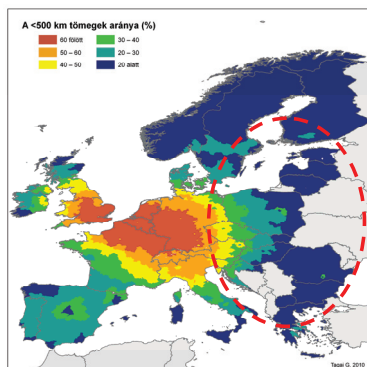 A <500 km tömegek aránya (%)
60 fölött
50 – 60
40 – 50
30 – 40
20 – 30
20 alatt
Tagai G. 2010